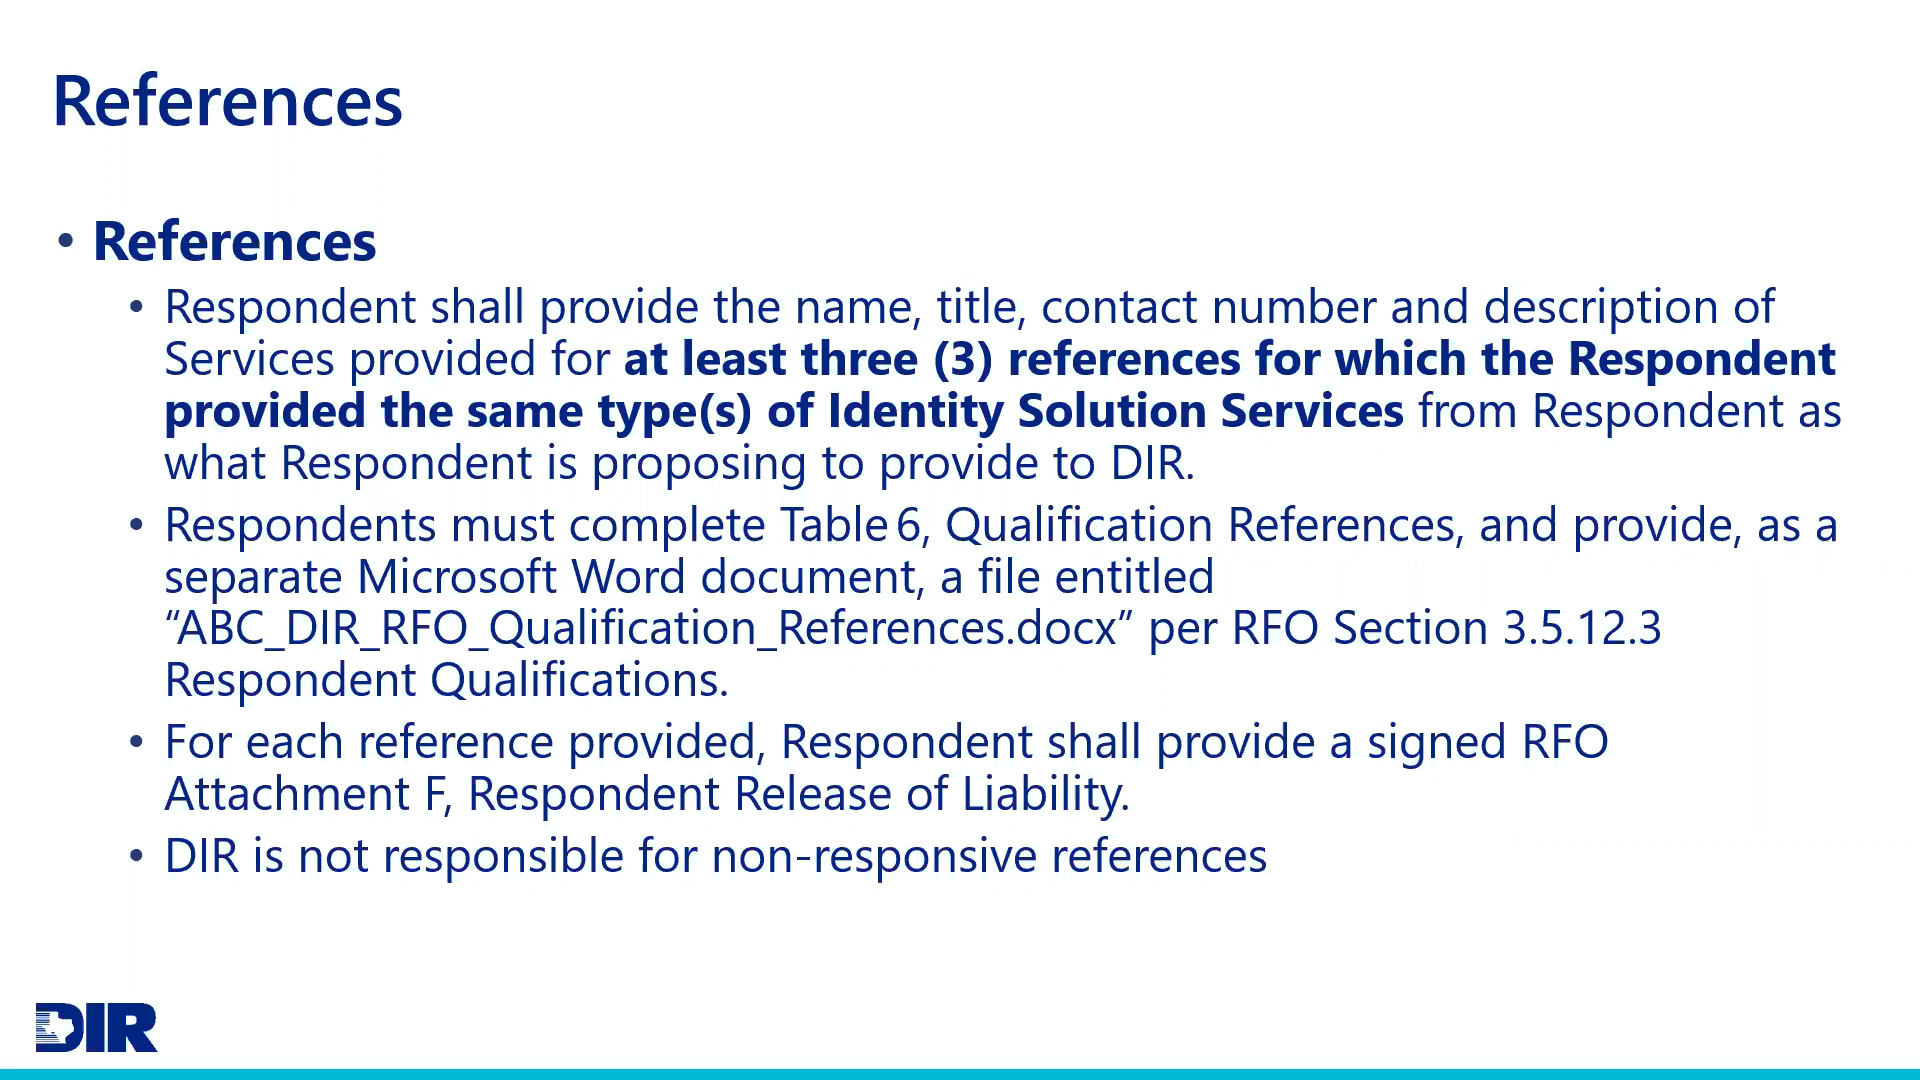 References
• References
• Respondent shall provide the name, title, contact number and description of
Services provided for at least three (3) references for which the Respondent
provided the same type(s) of Identity Solution Services from Respondent as
what Respondent is proposing to provide to DIR.
• Respondents must complete Table 6, Qualification References, and provide, as a
separate Microsoft Word document, a file entitled
“ABC_DIR_RFO_Qualification_References.docx” per RFO Section 3.5.12.3
Respondent Qualifications.
• For each reference provided, Respondent shall provide a signed RFO
Attachment F, Respondent Release of Liability.
• DIR is not responsible for non-responsive references
DIR